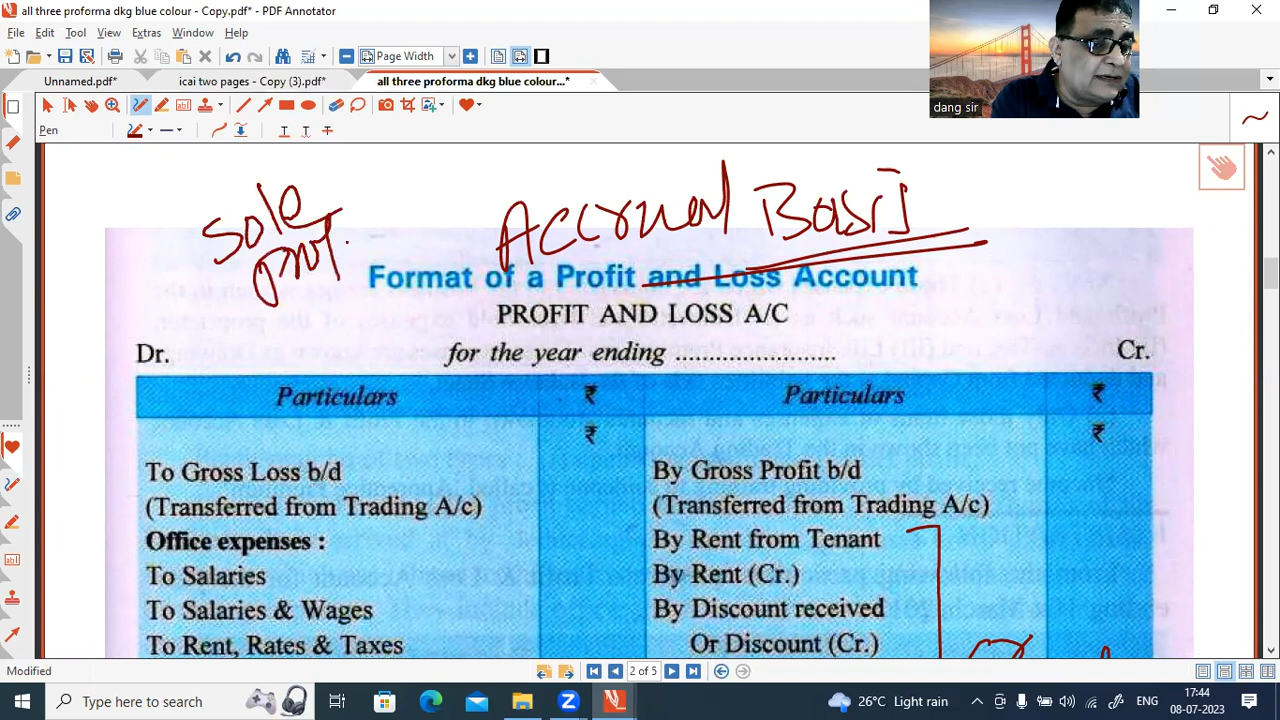 all three proforma dkg blue colour - Copy.pdf* - PDF Annotator
File Edit Tool View Extras Window Help
Page Width
Unnamed.pdf* icai two pages - Copy (3).pdf* all three proforma dkg blue colour...*
dang sir
Pen
Accrual Basis
Sole
prop
Format of a Profit and Loss Account
PROFIT AND LOSS A/C
Dr. for the year ending ........................ Cr.
Particulars ₹ Particulars ₹
₹ ₹
To Gross Loss b/d By Gross Profit b/d
(Transferred from Trading A/c) (Transferred from Trading A/c)
Office expenses : By Rent from Tenant
To Salaries By Rent (Cr.)
To Salaries & Wages By Discount received
To Rent, Rates & Taxes Or Discount (Cr.)
Modified 2 of 5
Type here to search 26°C Light rain ENG 17:44
08-07-2023